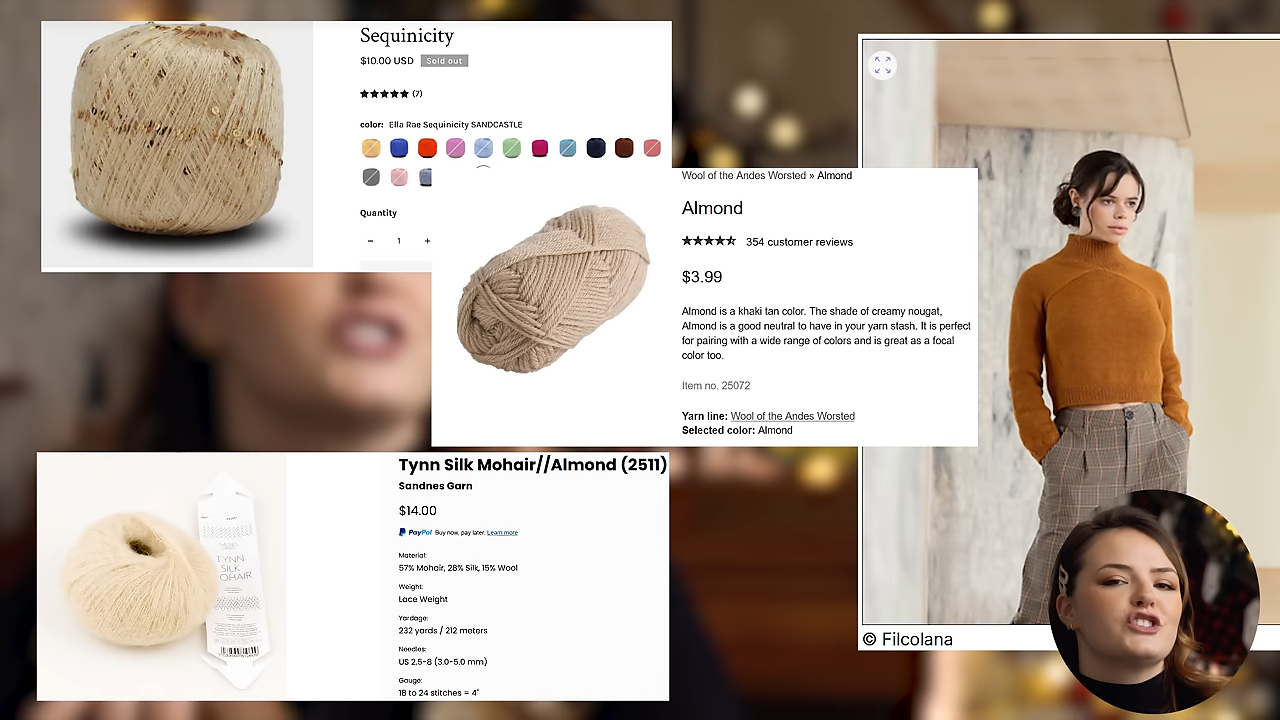 Sequinicity
$10.00 USD Sold out
★★★★★ (7)
color: Ella Rae Sequinicity SANDCASTLE
Quantity
− 1 +
Wool of the Andes Worsted » Almond
Almond
354 customer reviews
$3.99
Almond is a khaki tan color. The shade of creamy nougat,
Almond is a good neutral to have in your yarn stash. It is perfect
for pairing with a wide range of colors and is great as a focal
color too.
Item no. 25072
Yarn line: Wool of the Andes Worsted
Selected color: Almond
Tynn Silk Mohair//Almond (2511)
Sandnes Garn
$14.00
PayPal Buy now, pay later. Learn more
Material:
57% Mohair, 28% Silk, 15% Wool
Weight:
Lace Weight
Yardage:
232 yards / 212 meters
Needles:
US 2.5-8 (3.0-5.0 mm)
Gauge:
18 to 24 stitches = 4"
TYNN
SILK
MOHAIR
© Filcolana